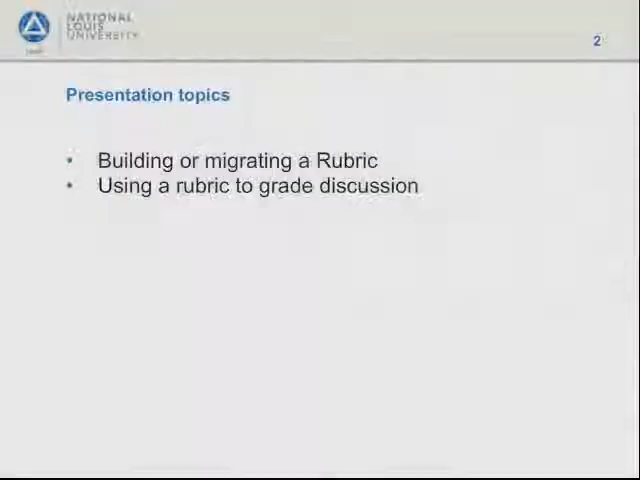 NATIONAL
LOUIS
UNIVERSITY
2
Presentation topics
• Building or migrating a Rubric
• Using a rubric to grade discussion